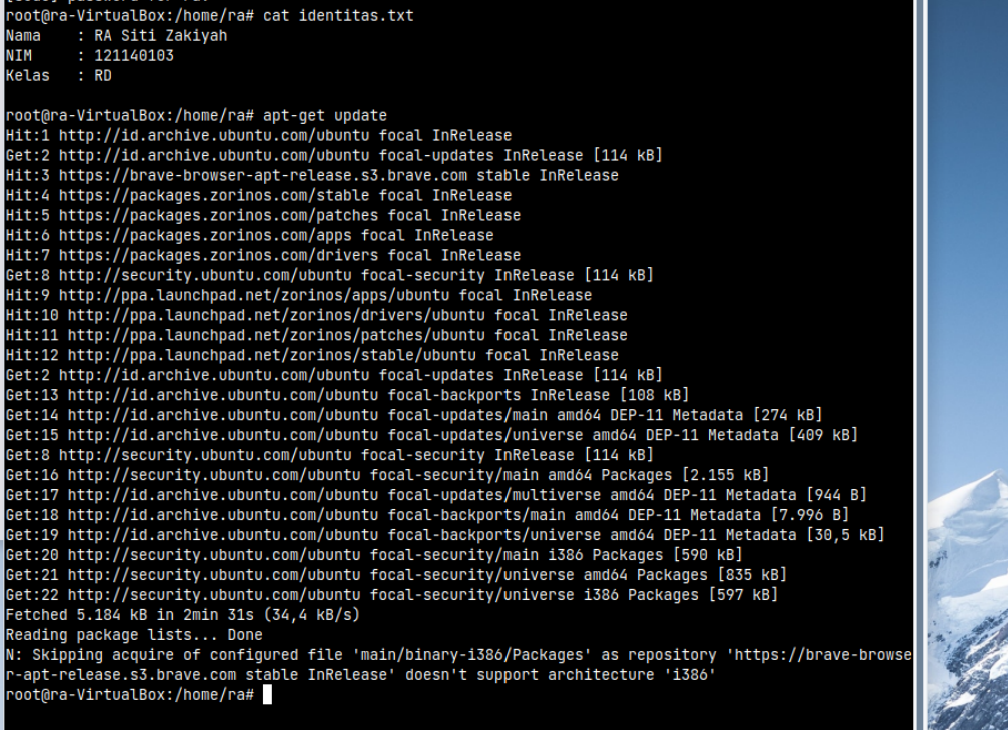 root@ra-VirtualBox:/home/ra# cat identitas.txt
Nama    : RA Siti Zakiyah
NIM     : 121140103
Kelas   : RD
root@ra-VirtualBox:/home/ra# apt-get update
Hit:1 http://id.archive.ubuntu.com/ubuntu focal InRelease
Get:2 http://id.archive.ubuntu.com/ubuntu focal-updates InRelease [114 kB]
Hit:3 https://brave-browser-apt-release.s3.brave.com stable InRelease
Hit:4 https://packages.zorinos.com/stable focal InRelease
Hit:5 https://packages.zorinos.com/patches focal InRelease
Hit:6 https://packages.zorinos.com/apps focal InRelease
Hit:7 https://packages.zorinos.com/drivers focal InRelease
Get:8 http://security.ubuntu.com/ubuntu focal-security InRelease [114 kB]
Hit:9 http://ppa.launchpad.net/zorinos/apps/ubuntu focal InRelease
Hit:10 http://ppa.launchpad.net/zorinos/drivers/ubuntu focal InRelease
Hit:11 http://ppa.launchpad.net/zorinos/patches/ubuntu focal InRelease
Hit:12 http://ppa.launchpad.net/zorinos/stable/ubuntu focal InRelease
Get:2 http://id.archive.ubuntu.com/ubuntu focal-updates InRelease [114 kB]
Get:13 http://id.archive.ubuntu.com/ubuntu focal-backports InRelease [108 kB]
Get:14 http://id.archive.ubuntu.com/ubuntu focal-updates/main amd64 DEP-11 Metadata [274 kB]
Get:15 http://id.archive.ubuntu.com/ubuntu focal-updates/universe amd64 DEP-11 Metadata [409 kB]
Get:8 http://security.ubuntu.com/ubuntu focal-security InRelease [114 kB]
Get:16 http://security.ubuntu.com/ubuntu focal-security/main amd64 Packages [2.155 kB]
Get:17 http://id.archive.ubuntu.com/ubuntu focal-updates/multiverse amd64 DEP-11 Metadata [944 B]
Get:18 http://id.archive.ubuntu.com/ubuntu focal-backports/main amd64 DEP-11 Metadata [7.996 B]
Get:19 http://id.archive.ubuntu.com/ubuntu focal-backports/universe amd64 DEP-11 Metadata [30,5 kB]
Get:20 http://security.ubuntu.com/ubuntu focal-security/main i386 Packages [590 kB]
Get:21 http://security.ubuntu.com/ubuntu focal-security/universe amd64 Packages [835 kB]
Get:22 http://security.ubuntu.com/ubuntu focal-security/universe i386 Packages [597 kB]
Fetched 5.184 kB in 2min 31s (34,4 kB/s)
Reading package lists... Done
N: Skipping acquire of configured file 'main/binary-i386/Packages' as repository 'https://brave-browse
r-apt-release.s3.brave.com stable InRelease' doesn't support architecture 'i386'
root@ra-VirtualBox:/home/ra#